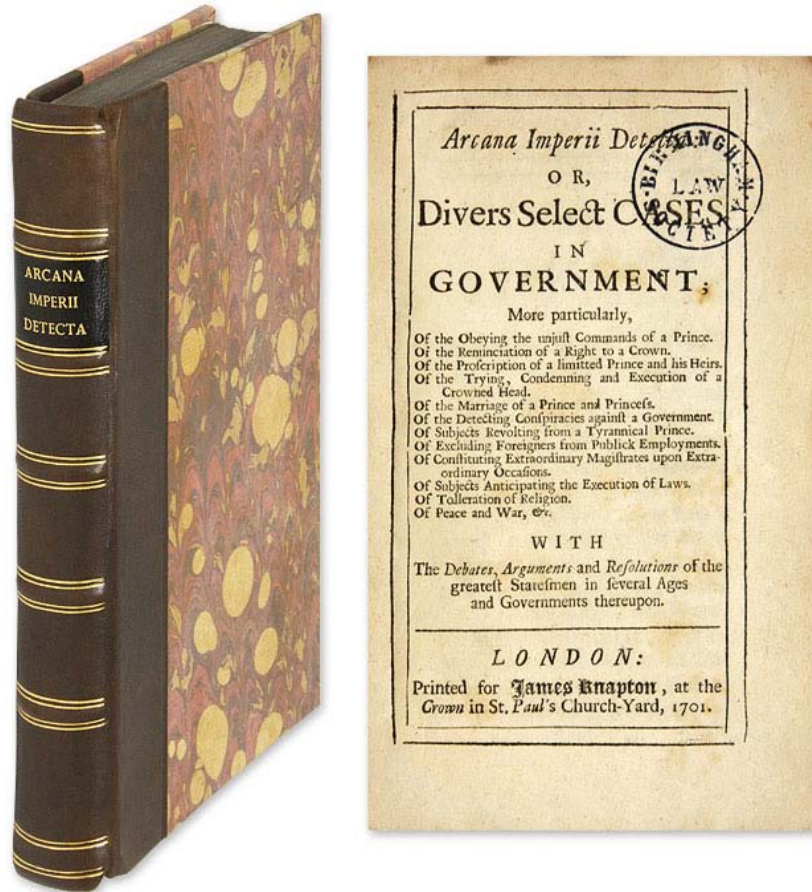 ARCANA
IMPERII
DETECTA
Arcana Imperii Detecta:
OR,
Divers Select CASES
IN
GOVERNMENT;
More particularly,
Of the Obeying the unjuſt Commands of a Prince.
Of the Renunciation of a Right to a Crown.
Of the Proſcription of a limitted Prince and his Heirs.
Of the Trying, Condemning and Execution of a
Crowned Head.
Of the Marriage of a Prince and Princeſs.
Of the Detecting Conſpiracies againſt a Government.
Of Subjects Revolting from a Tyrannical Prince.
Of Excluding Foreigners from Publick Employments.
Of Conſtituting Extraordinary Magiſtrates upon Extra-
ordinary Occaſions.
Of Subjects Anticipating the Execution of Laws.
Of Tolleration of Religion.
Of Peace and War, &c.
WITH
The Debates, Arguments and Reſolutions of the
greateſt Stateſmen in ſeveral Ages
and Governments thereupon.
LONDON:
Printed for James Knapton, at the
Crown in St. Paul's Church-Yard, 1701.
BIRMINGHAM
LAW
SOCIETY